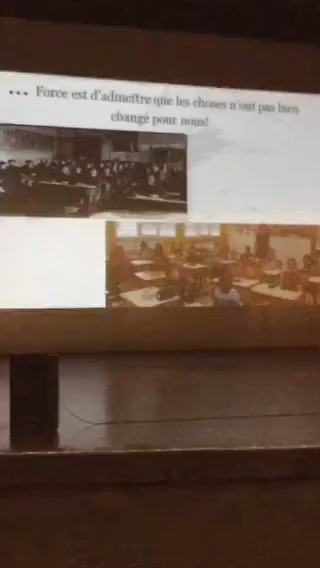 ... Force est d'admettre que les choses n'ont pas bien
changé pour nous!